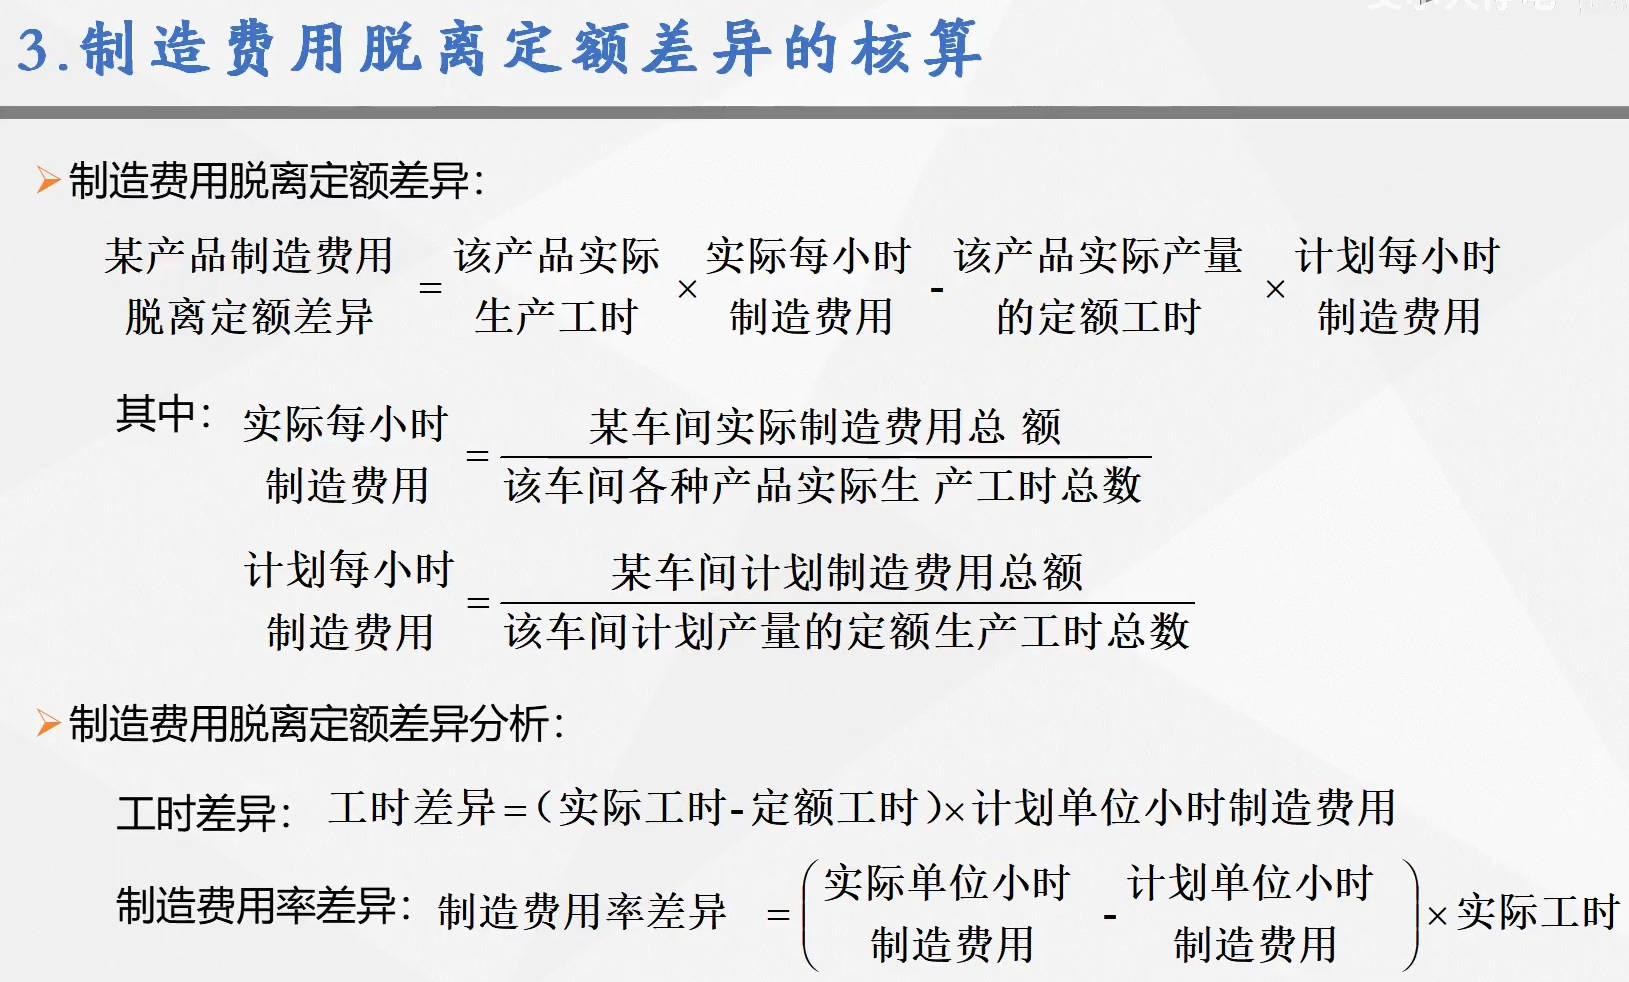 3.制造费用脱离定额差异的核算
制造费用脱离定额差异：
某产品制造费用脱离定额差异 = 该产品实际生产工时 × 实际每小时制造费用 - 该产品实际产量的定额工时 × 计划每小时制造费用
其中：
实际每小时制造费用 = 某车间实际制造费用总 额
该车间各种产品实际生 产工时总数
计划每小时制造费用 = 某车间计划制造费用总额
该车间计划产量的定额生产工时总数
制造费用脱离定额差异分析：
工时差异： 工时差异=(实际工时-定额工时)×计划单位小时制造费用
制造费用率差异：制造费用率差异 = (实际单位小时制造费用 - 计划单位小时制造费用) × 实际工时